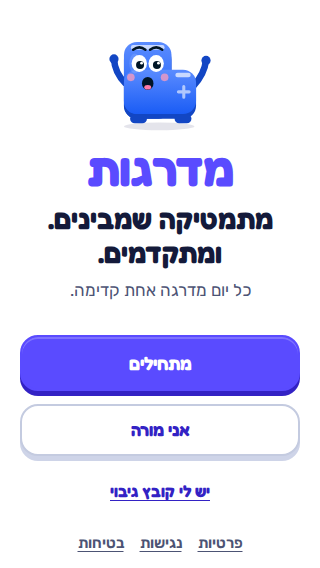 מדרגות
מתמטיקה שמבינים.
ומתקדמים.
כל יום מדרגה אחת קדימה.
מתחילים
אני מורה
יש לי קובץ גיבוי
פרטיות נגישות בטיחות